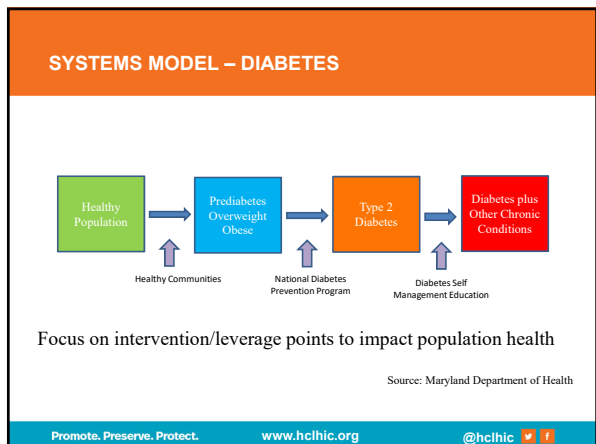 SYSTEMS MODEL – DIABETES
Healthy
Population
Prediabetes
Overweight
Obese
Type 2
Diabetes
Diabetes plus
Other Chronic
Conditions
Healthy Communities
National Diabetes
Prevention Program
Diabetes Self
Management Education
Focus on intervention/leverage points to impact population health
Source: Maryland Department of Health
Promote. Preserve. Protect.
www.hclhic.org
@hclhic